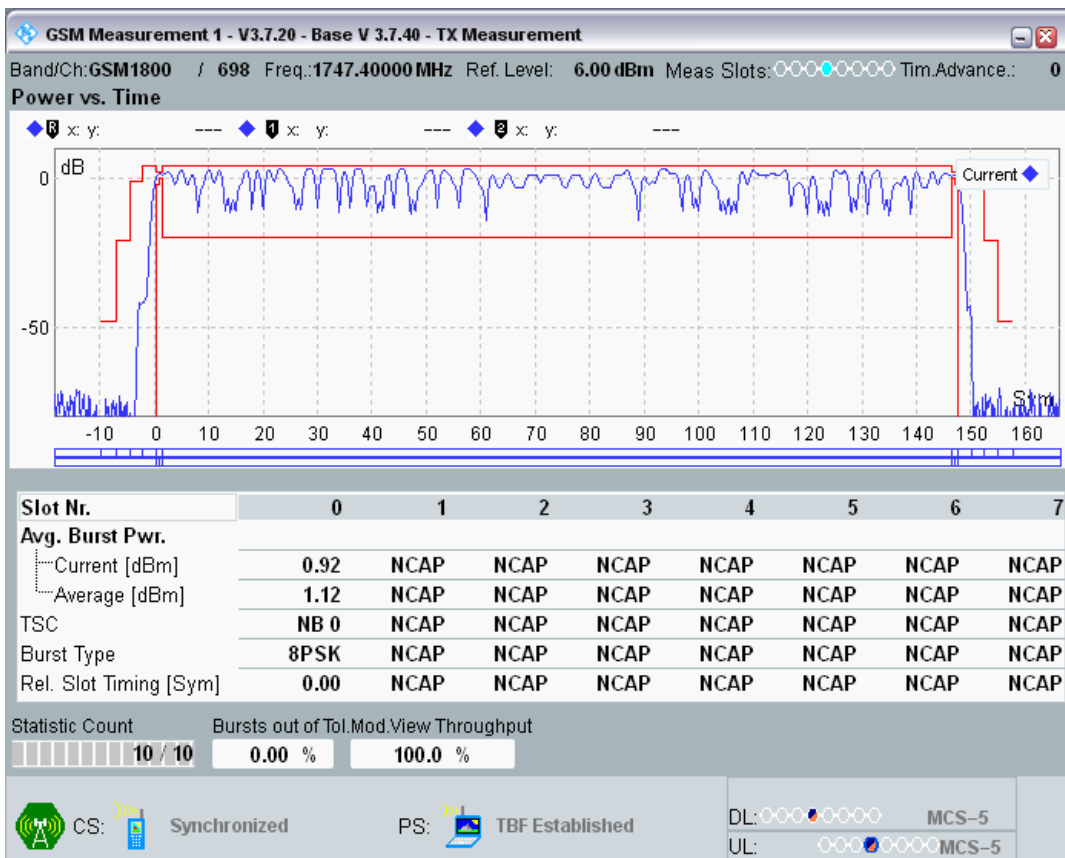 GSM Measurement 1 - V3.7.20 - Base V 3.7.40 - TX Measurement
Band/Ch:GSM1800 / 698 Freq.:1747.40000 MHz Ref. Level: 6.00 dBm Meas Slots: Tim.Advance.: 0
Power vs. Time
R x: y: --- 1 x: y: --- 2 x: y: ---
dB
0
Current
-50
Sym
-10 0 10 20 30 40 50 60 70 80 90 100 110 120 130 140 150 160
Slot Nr. 0 1 2 3 4 5 6 7
Avg. Burst Pwr.
Current [dBm] 0.92 NCAP NCAP NCAP NCAP NCAP NCAP NCAP
Average [dBm] 1.12 NCAP NCAP NCAP NCAP NCAP NCAP NCAP
TSC NB 0 NCAP NCAP NCAP NCAP NCAP NCAP NCAP
Burst Type 8PSK NCAP NCAP NCAP NCAP NCAP NCAP NCAP
Rel. Slot Timing [Sym] 0.00 NCAP NCAP NCAP NCAP NCAP NCAP NCAP
Statistic Count Bursts out of Tol.Mod.View Throughput
10 / 10 0.00 % 100.0 %
CS: Synchronized PS: TBF Established DL: MCS-5
UL: MCS-5